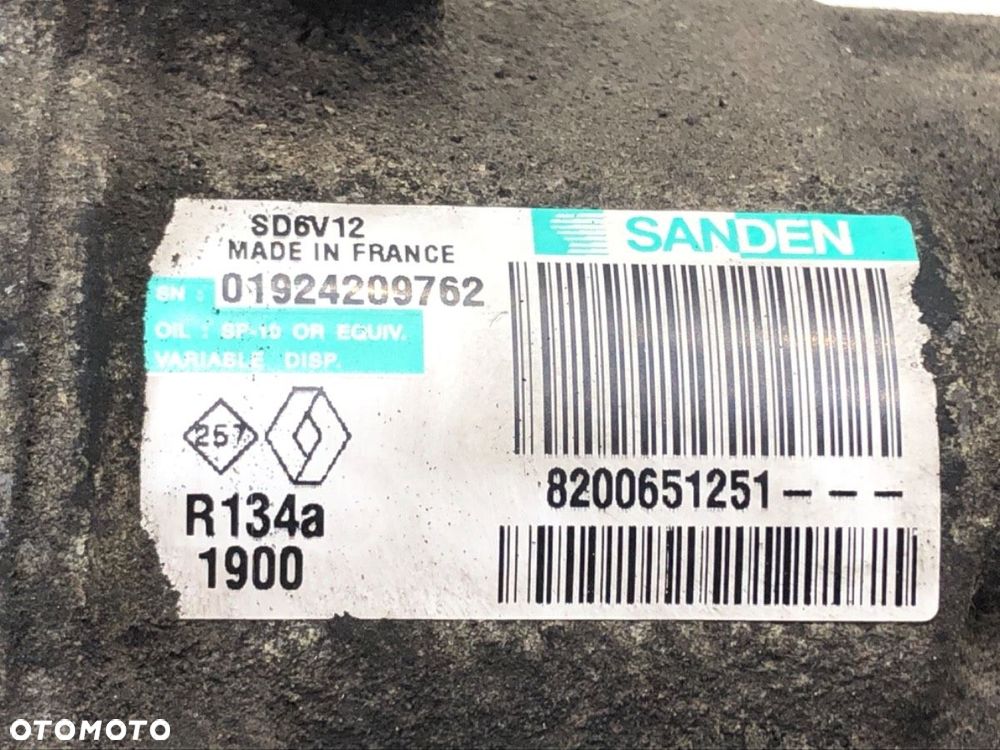 SD6V12
MADE IN FRANCE
SANDEN
SN : 01924209762
OIL : SP-10 OR EQUIV.
VARIABLE DISP.
257
8200651251---
R134a
1900
OTOMOTO